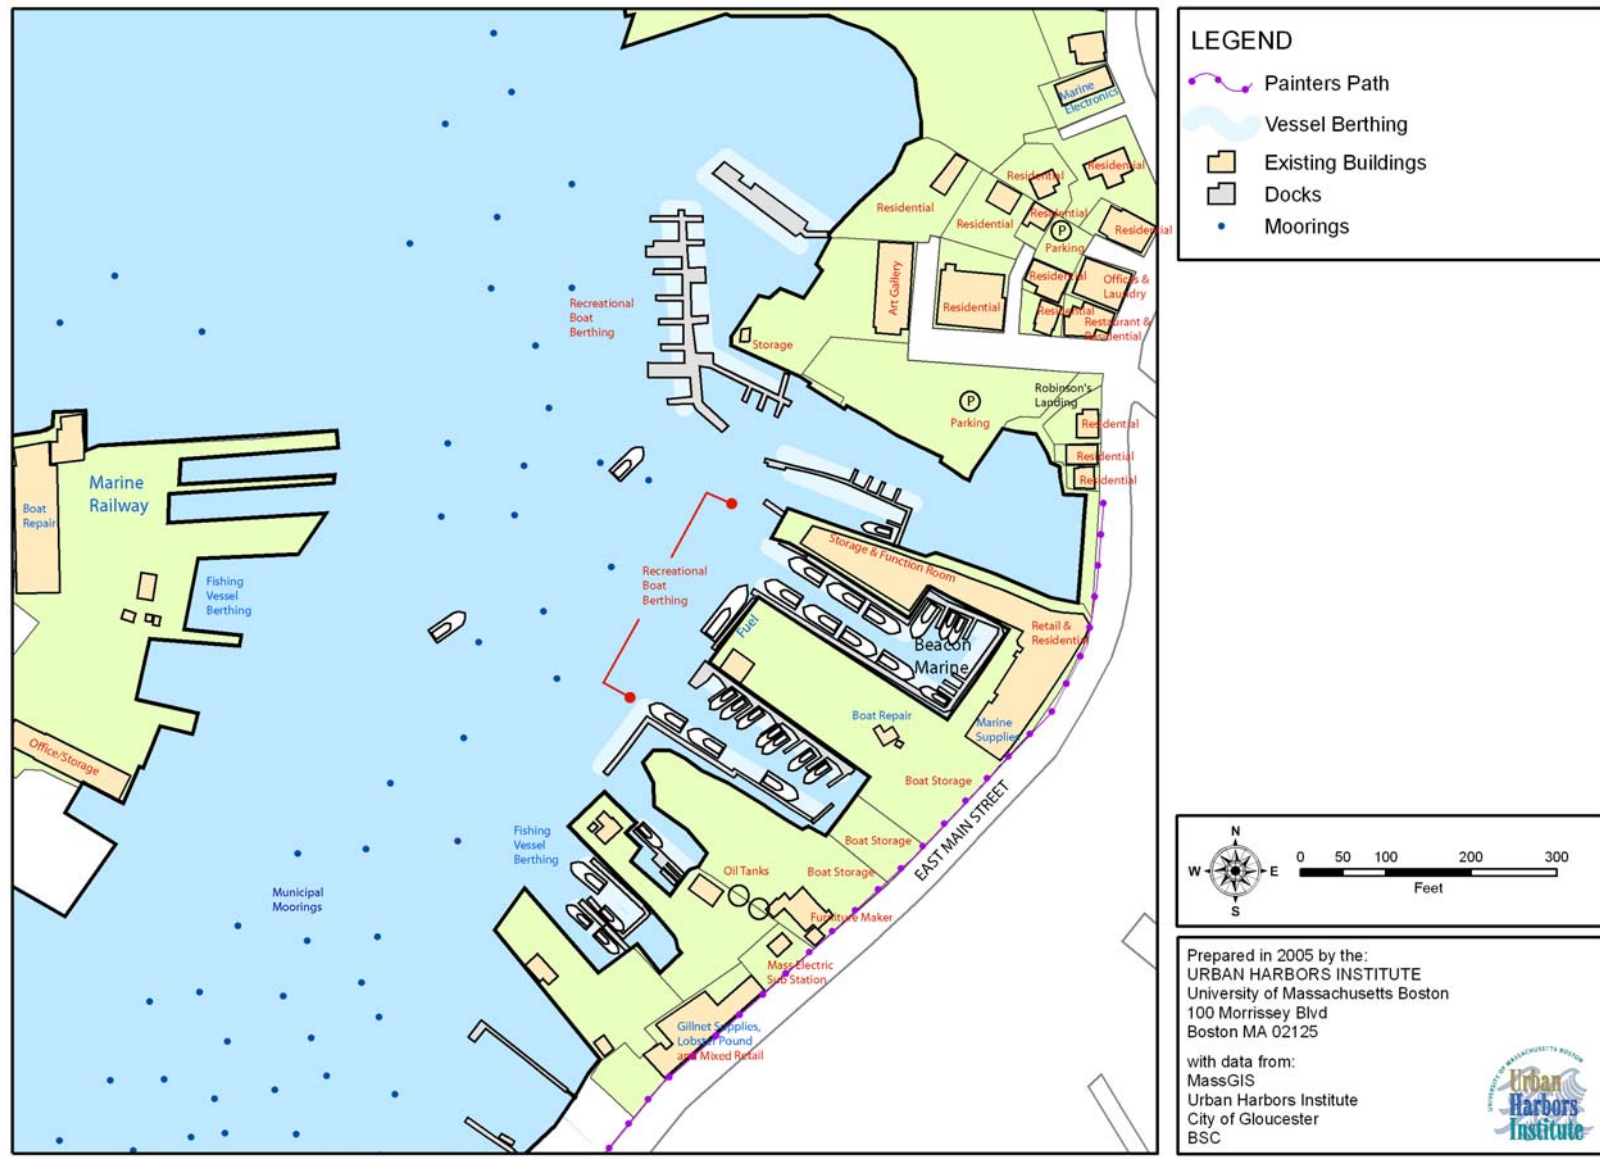 LEGEND
Painters Path
Vessel Berthing
Existing Buildings
Docks
Moorings
Marine
Electronics
Residential
Residential
Residential
Residential
Residential
Residential
P
Parking
Residential
Art Gallery
Residential
Residential
Offices &
Laundry
Residential
Restaurant &
Residential
Recreational
Boat
Berthing
Storage
P
Parking
Robinson's
Landing
Residential
Residential
Residential
Marine
Railway
Boat
Repair
Fishing
Vessel
Berthing
Office/Storage
Recreational
Boat
Berthing
Storage & Function Room
Fuel
Beacon
Marine
Retail &
Residential
Boat Repair
Marine
Supplies
Boat Storage
Boat Storage
Boat Storage
EAST MAIN STREET
Fishing
Vessel
Berthing
Oil Tanks
Furniture Maker
Municipal
Moorings
Mass Electric
Sub Station
Gillnet Supplies,
Lobster Pound
and Mixed Retail
N
W E
S
0 50 100 200 300
Feet
Prepared in 2005 by the:
URBAN HARBORS INSTITUTE
University of Massachusetts Boston
100 Morrissey Blvd
Boston MA 02125
with data from:
MassGIS
Urban Harbors Institute
City of Gloucester
BSC
UNIVERSITY OF MASSACHUSETTS BOSTON
Urban
Harbors
Institute